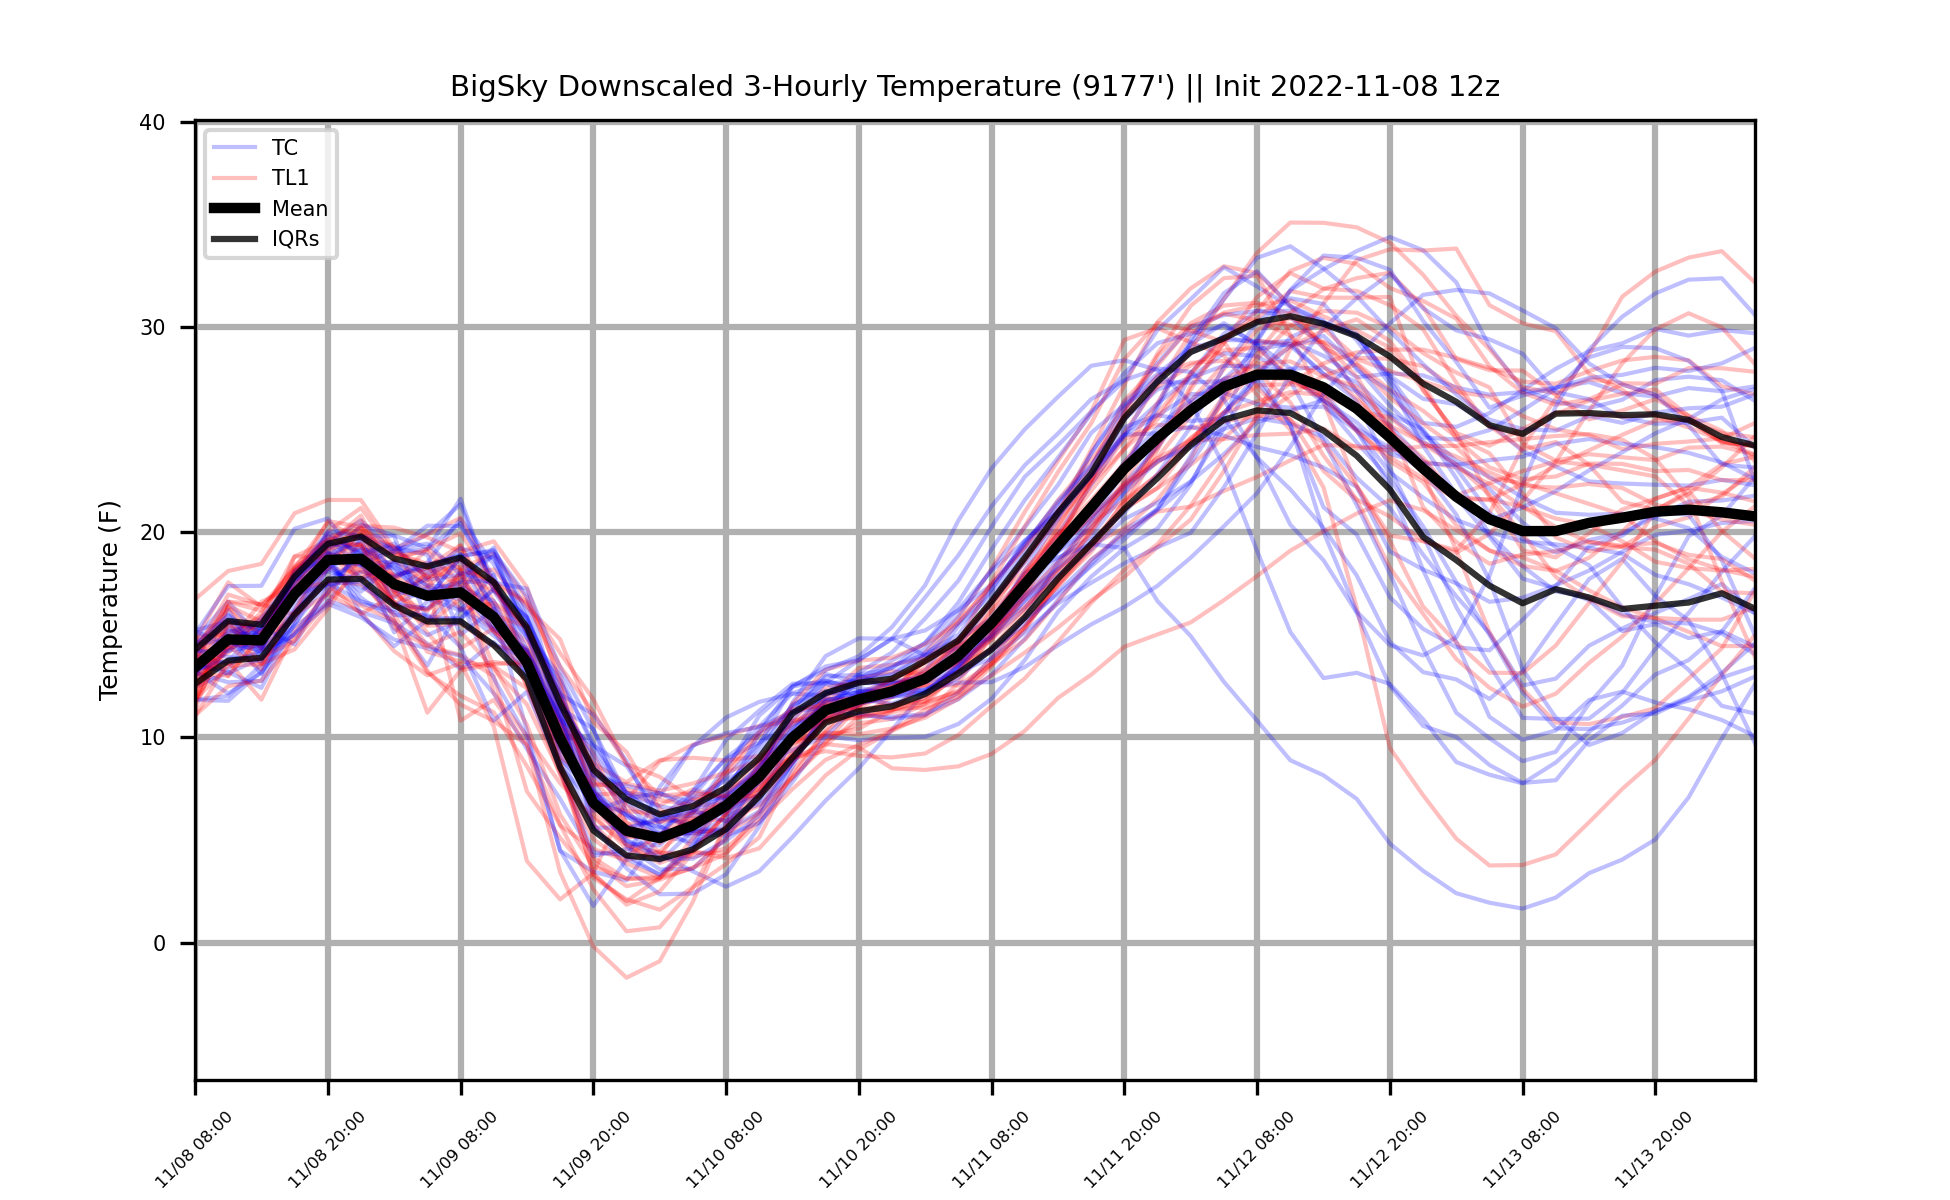 BigSky Downscaled 3-Hourly Temperature (9177') || Init 2022-11-08 12z
40
30
20
10
0
Temperature (F)
TC
TL1
Mean
IQRs
11/08 08:00
11/08 20:00
11/09 08:00
11/09 20:00
11/10 08:00
11/10 20:00
11/11 08:00
11/11 20:00
11/12 08:00
11/12 20:00
11/13 08:00
11/13 20:00